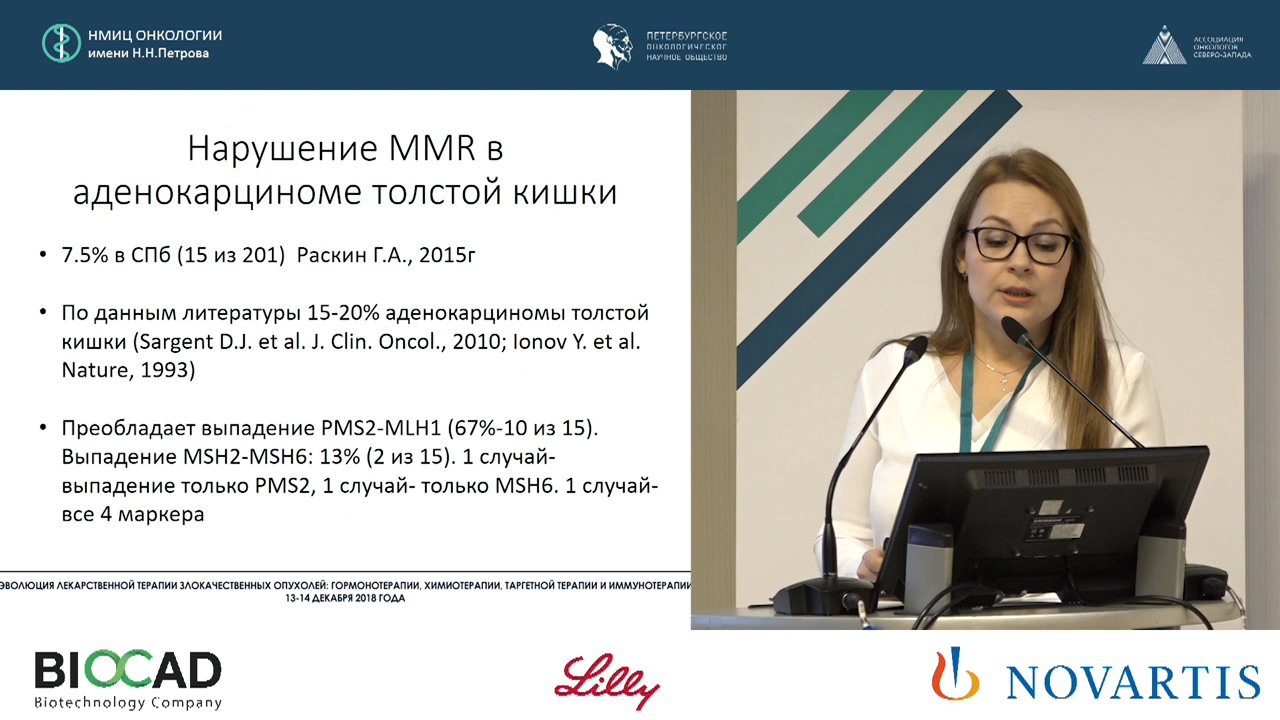 НМИЦ ОНКОЛОГИИ
имени Н.Н.Петрова
ПЕТЕРБУРГСКОЕ
ОНКОЛОГИЧЕСКОЕ
НАУЧНОЕ ОБЩЕСТВО
АССОЦИАЦИЯ
ОНКОЛОГОВ
СЕВЕРО-ЗАПАДА
Нарушение MMR в
аденокарциноме толстой кишки
• 7.5% в СПб (15 из 201) Раскин Г.А., 2015г
• По данным литературы 15-20% аденокарциномы толстой
кишки (Sargent D.J. et al. J. Clin. Oncol., 2010; Ionov Y. et al.
Nature, 1993)
• Преобладает выпадение PMS2-MLH1 (67%-10 из 15).
Выпадение MSH2-MSH6: 13% (2 из 15). 1 случай-
выпадение только PMS2, 1 случай- только MSH6. 1 случай-
все 4 маркера
ЭВОЛЮЦИЯ ЛЕКАРСТВЕННОЙ ТЕРАПИИ ЗЛОКАЧЕСТВЕННЫХ ОПУХОЛЕЙ: ГОРМОНОТЕРАПИИ, ХИМИОТЕРАПИИ, ТАРГЕТНОЙ ТЕРАПИИ И ИММУНОТЕРАПИИ
13-14 ДЕКАБРЯ 2018 ГОДА
BIOCAD
Biotechnology Company
Lilly
NOVARTIS